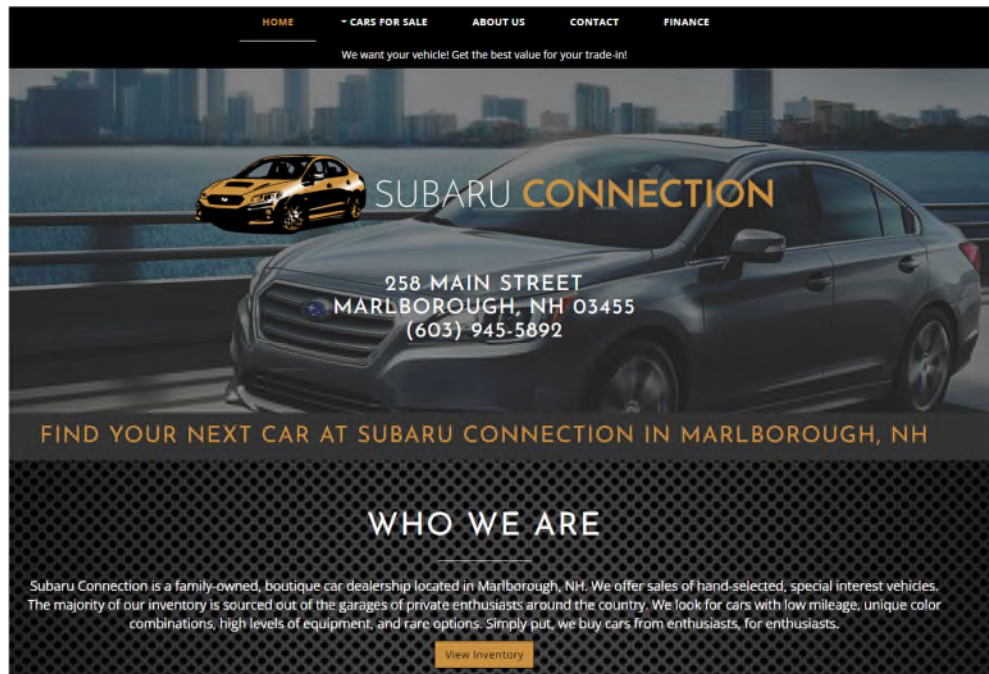 HOME CARS FOR SALE ABOUT US CONTACT FINANCE
We want your vehicle! Get the best value for your trade-in!
SUBARU CONNECTION
258 MAIN STREET
MARLBOROUGH, NH 03455
(603) 945-5892
FIND YOUR NEXT CAR AT SUBARU CONNECTION IN MARLBOROUGH, NH
WHO WE ARE
Subaru Connection is a family-owned, boutique car dealership located in Marlborough, NH. We offer sales of hand-selected, special interest vehicles.
The majority of our inventory is sourced out of the garages of private enthusiasts around the country. We look for cars with low mileage, unique color
combinations, high levels of equipment, and rare options. Simply put, we buy cars from enthusiasts, for enthusiasts.
View Inventory